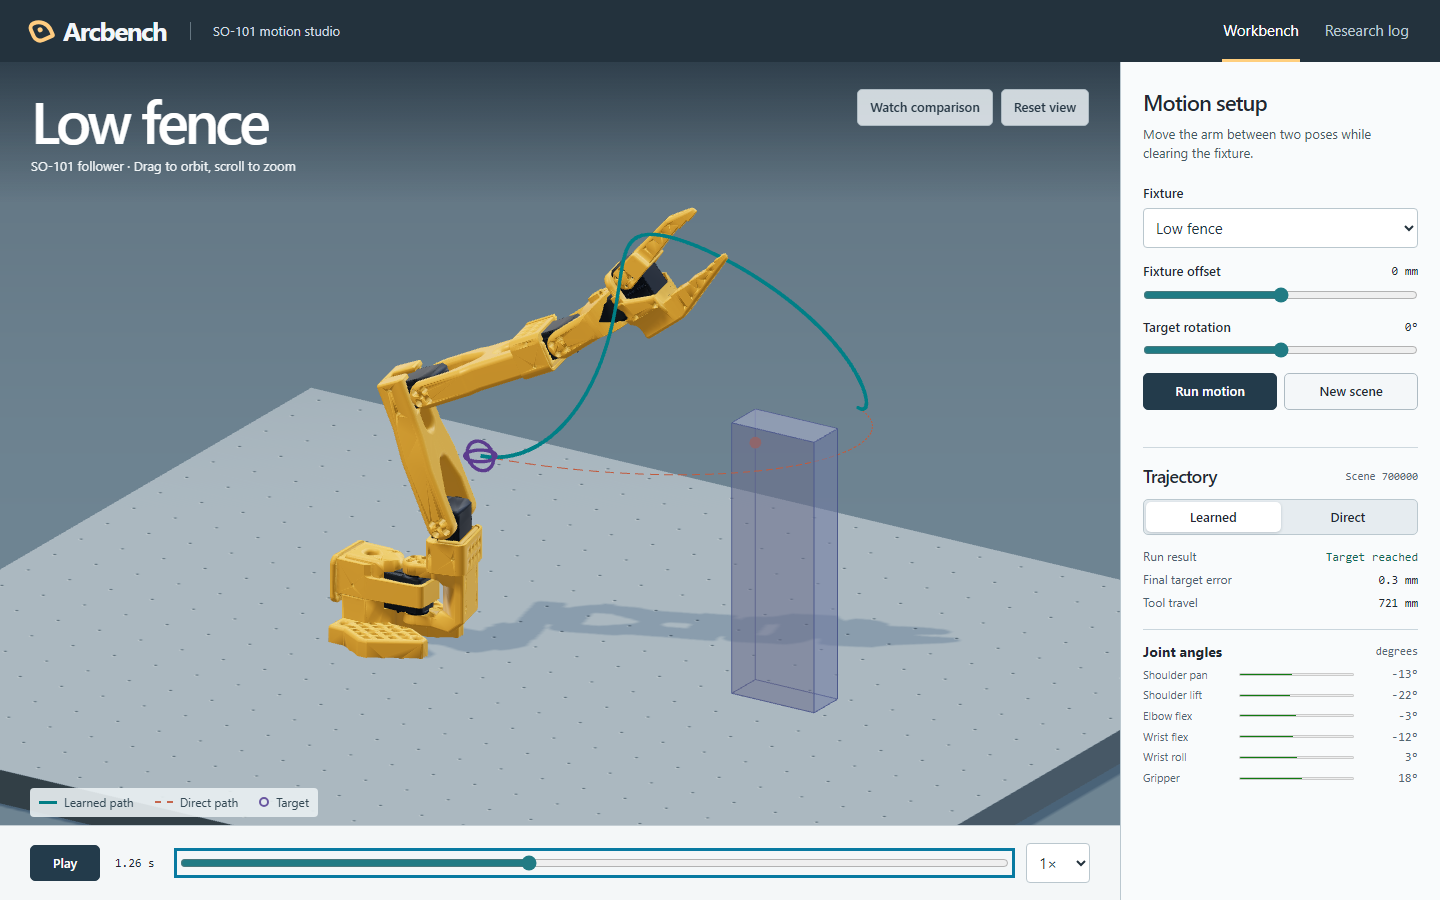 Arcbench
SO-101 motion studio
Workbench
Research log
Low fence
SO-101 follower · Drag to orbit, scroll to zoom
Watch comparison
Reset view
Motion setup
Move the arm between two poses while
clearing the fixture.
Fixture
Low fence
Fixture offset
0 mm
Target rotation
0°
Run motion
New scene
Trajectory
Scene 700000
Learned
Direct
Run result
Target reached
Final target error
0.3 mm
Tool travel
721 mm
Joint angles
degrees
Shoulder pan
-13°
Shoulder lift
-22°
Elbow flex
-3°
Wrist flex
-12°
Wrist roll
3°
Gripper
18°
Learned path
Direct path
Target
Play
1.26 s
1×